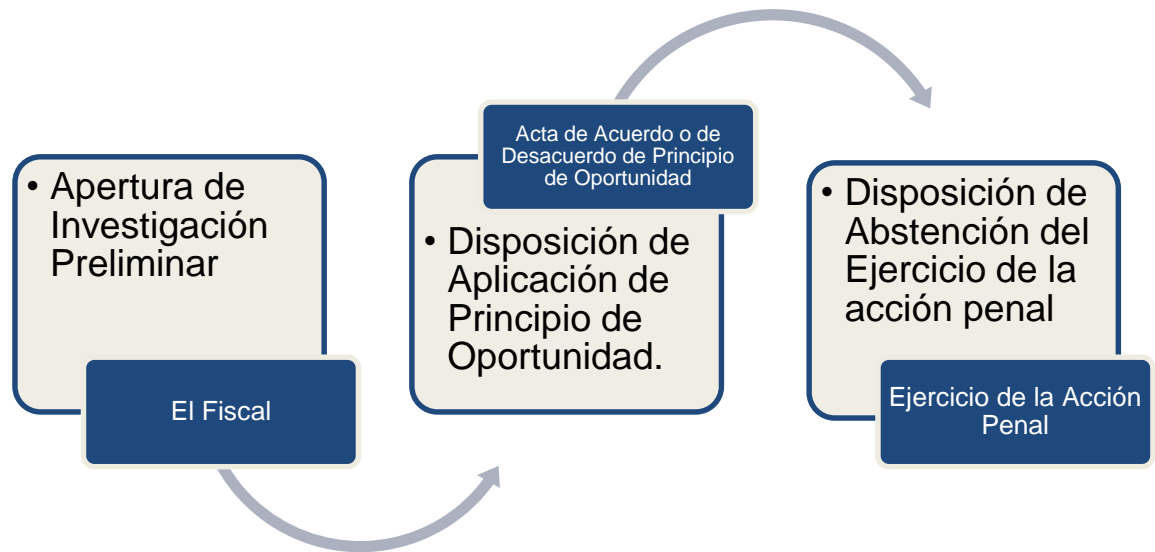 • Apertura de
Investigación
Preliminar
El Fiscal
Acta de Acuerdo o de
Desacuerdo de Principio
de Oportunidad
• Disposición de
Aplicación de
Principio de
Oportunidad.
• Disposición de
Abstención del
Ejercicio de la
acción penal
Ejercicio de la Acción
Penal